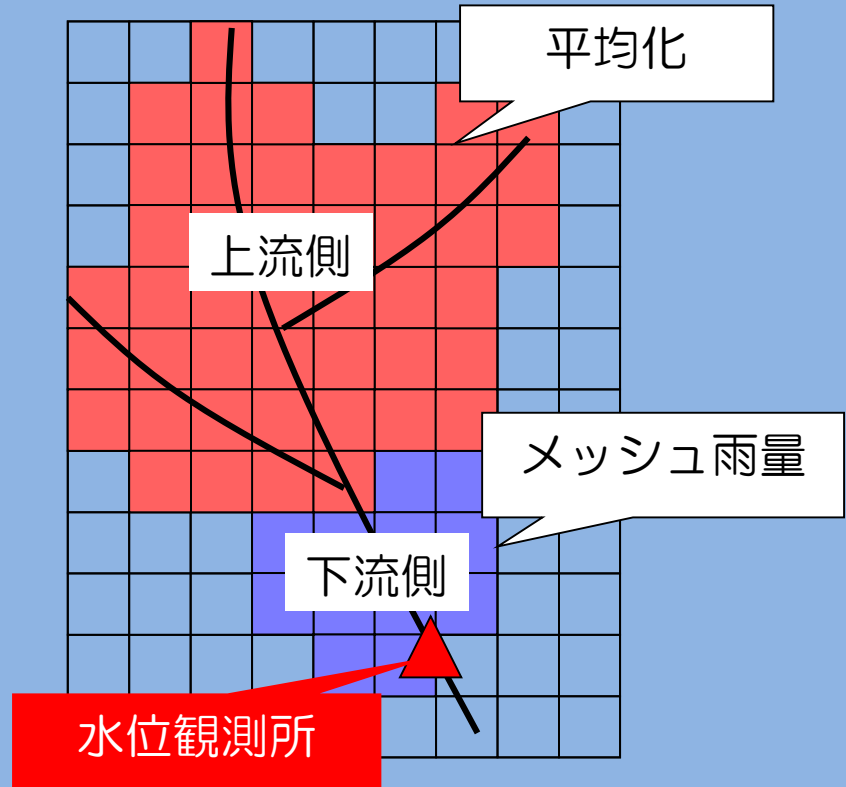 平均化
上流側
メッシュ雨量
下流側
水位観測所